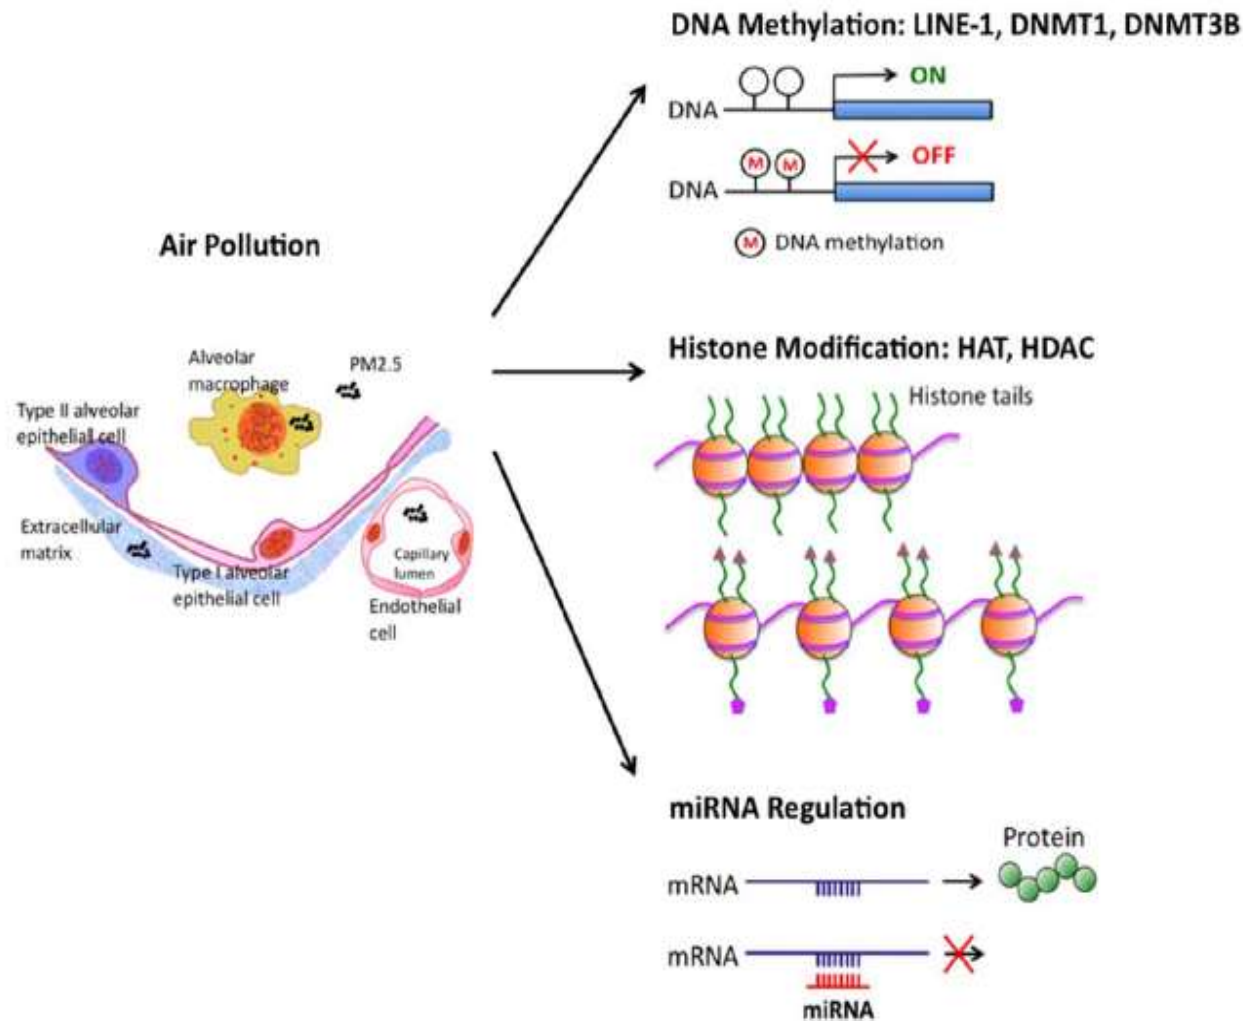 Air Pollution
Alveolar
macrophage
PM2.5
Type II alveolar
epithelial cell
Extracellular
matrix
Type I alveolar
epithelial cell
Capillary
lumen
Endothelial
cell
DNA Methylation: LINE-1, DNMT1, DNMT3B
DNA
ON
M M
OFF
DNA
M DNA methylation
Histone Modification: HAT, HDAC
Histone tails
miRNA Regulation
Protein
mRNA
mRNA
miRNA